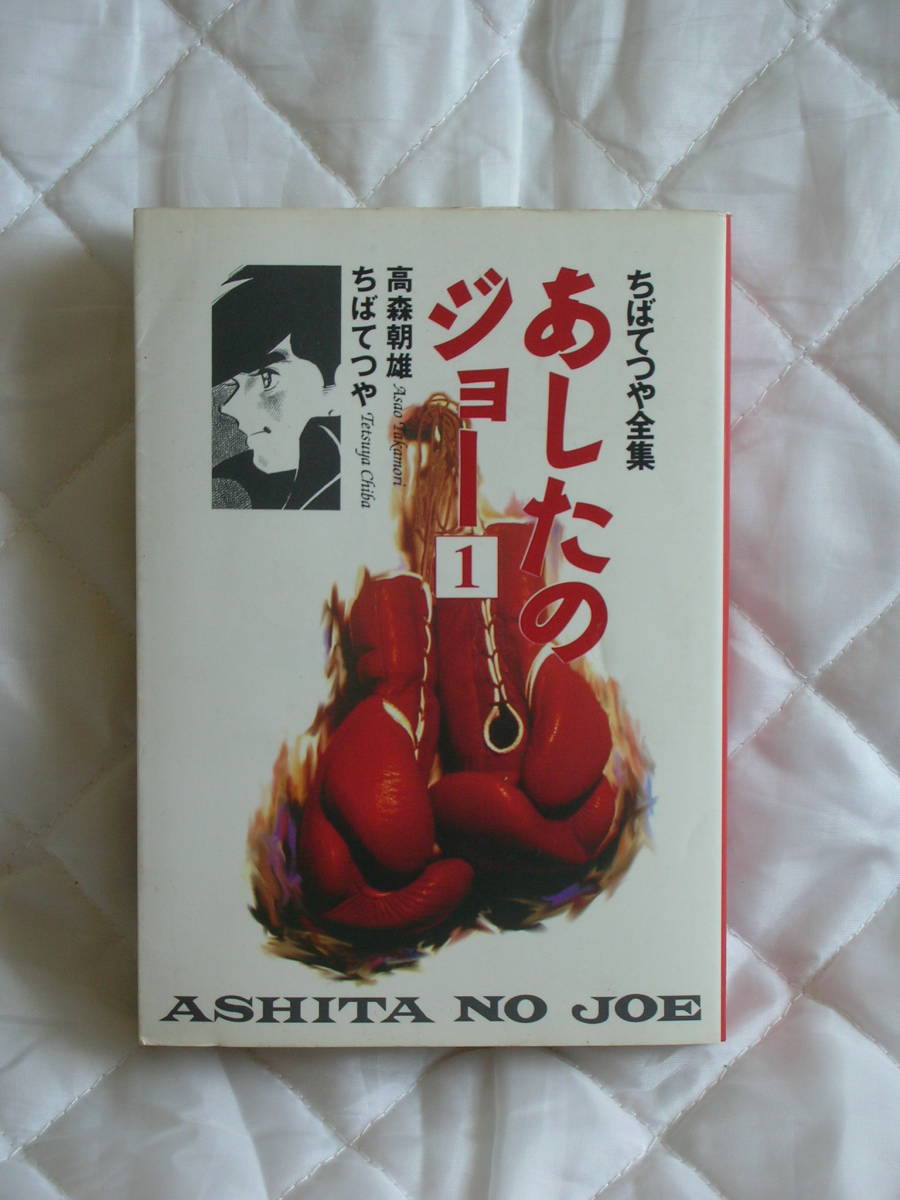 ちばてつや全集
あしたの
ジョー
1
高森朝雄
Asao Takamori
ちばてつや
Tetsuya Chiba
ASHITA NO JOE